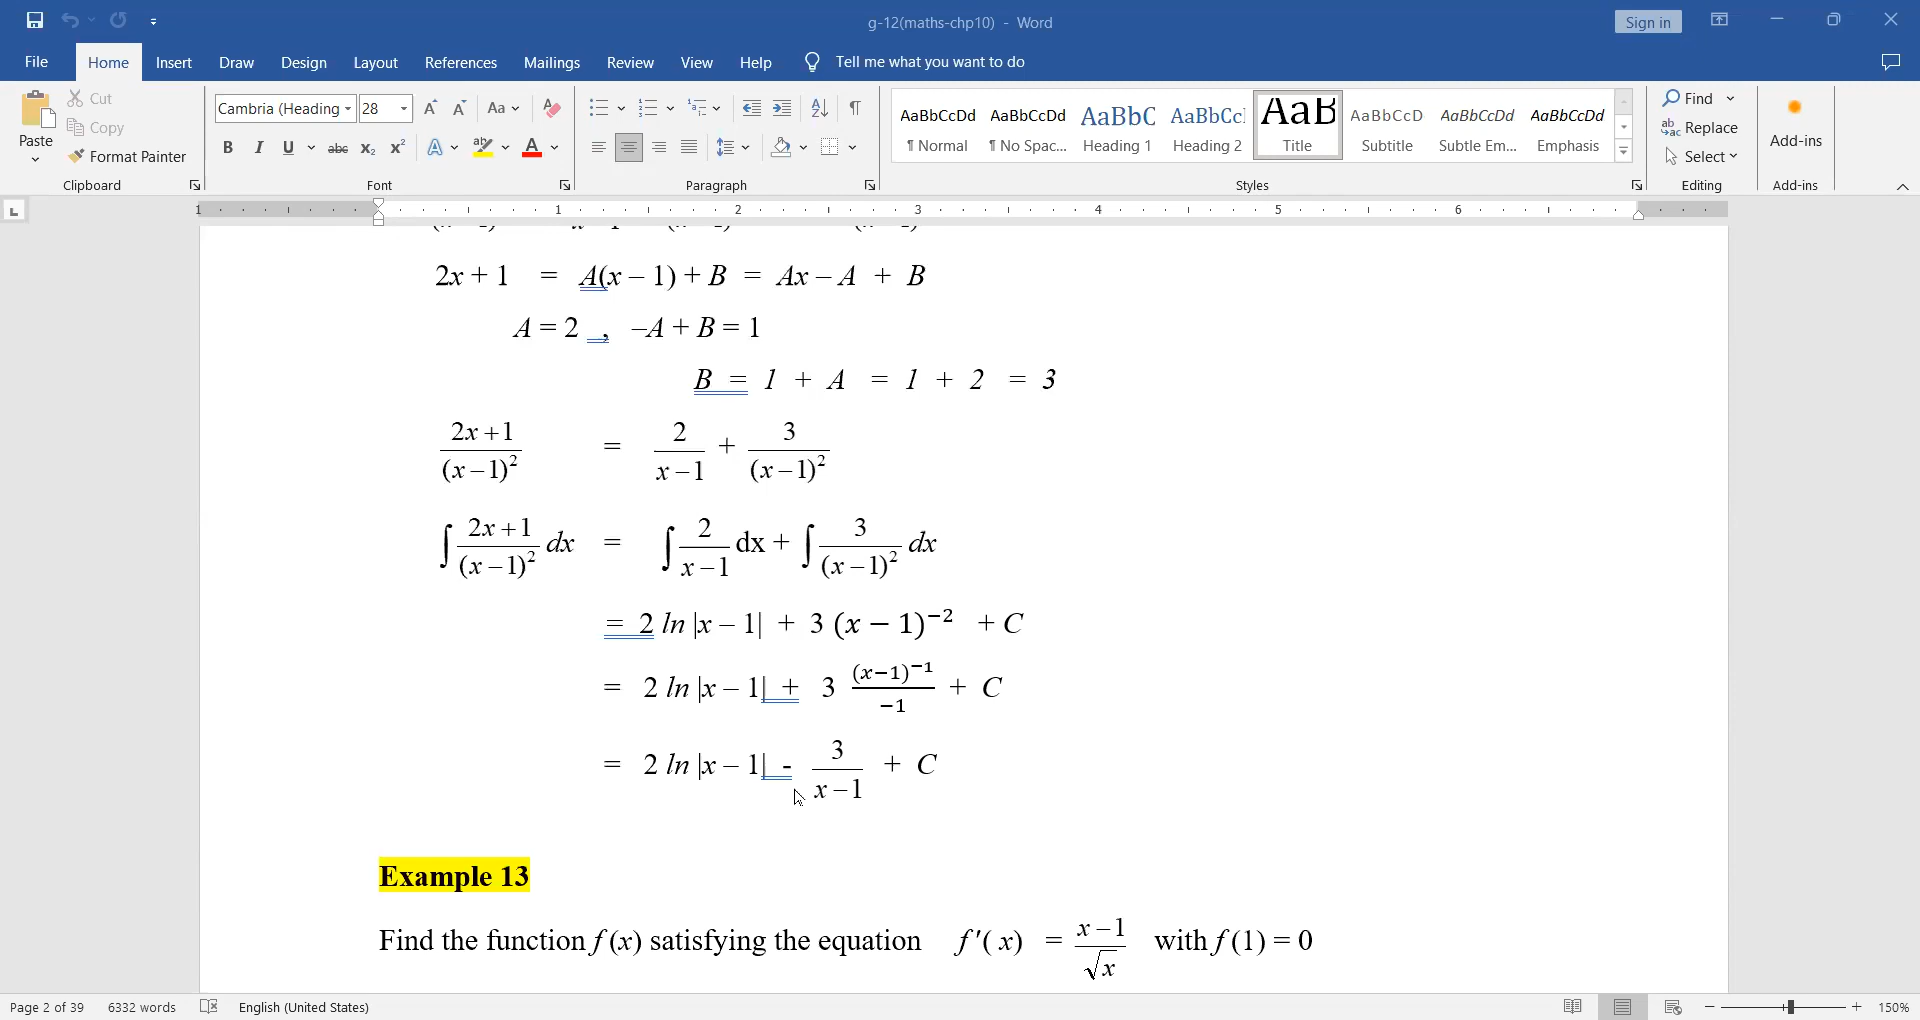 g-12(maths-chp10) - Word
Sign in
File Home Insert Draw Design Layout References Mailings Review View Help Tell me what you want to do
Paste Cut Copy Format Painter
Cambria (Heading 28
AaBbCcDd AaBbCcDd AaBbC AaBbCc AaB AaBbCcD AaBbCcDd AaBbCcDd
¶ Normal ¶ No Spac... Heading 1 Heading 2 Title Subtitle Subtle Em... Emphasis
Find Replace Select
Add-ins
Clipboard Font Paragraph Styles Editing Add-ins
1 1 2 3 4 5 6
2x + 1 = A(x – 1) + B = Ax – A + B
A = 2 , –A + B = 1
B = 1 + A = 1 + 2 = 3
(2x+1)/(x−1)² = 2/(x−1) + 3/(x−1)²
∫ (2x+1)/(x−1)² dx = ∫ 2/(x−1) dx + ∫ 3/(x−1)² dx
= 2 ln |x – 1| + 3 (x − 1)⁻² + C
= 2 ln |x – 1| + 3 (x−1)⁻¹/−1 + C
= 2 ln |x – 1| - 3/(x−1) + C
Example 13
Find the function f (x) satisfying the equation f ′( x) = (x−1)/√x with f (1) = 0
Page 2 of 39 6332 words English (United States) 150%